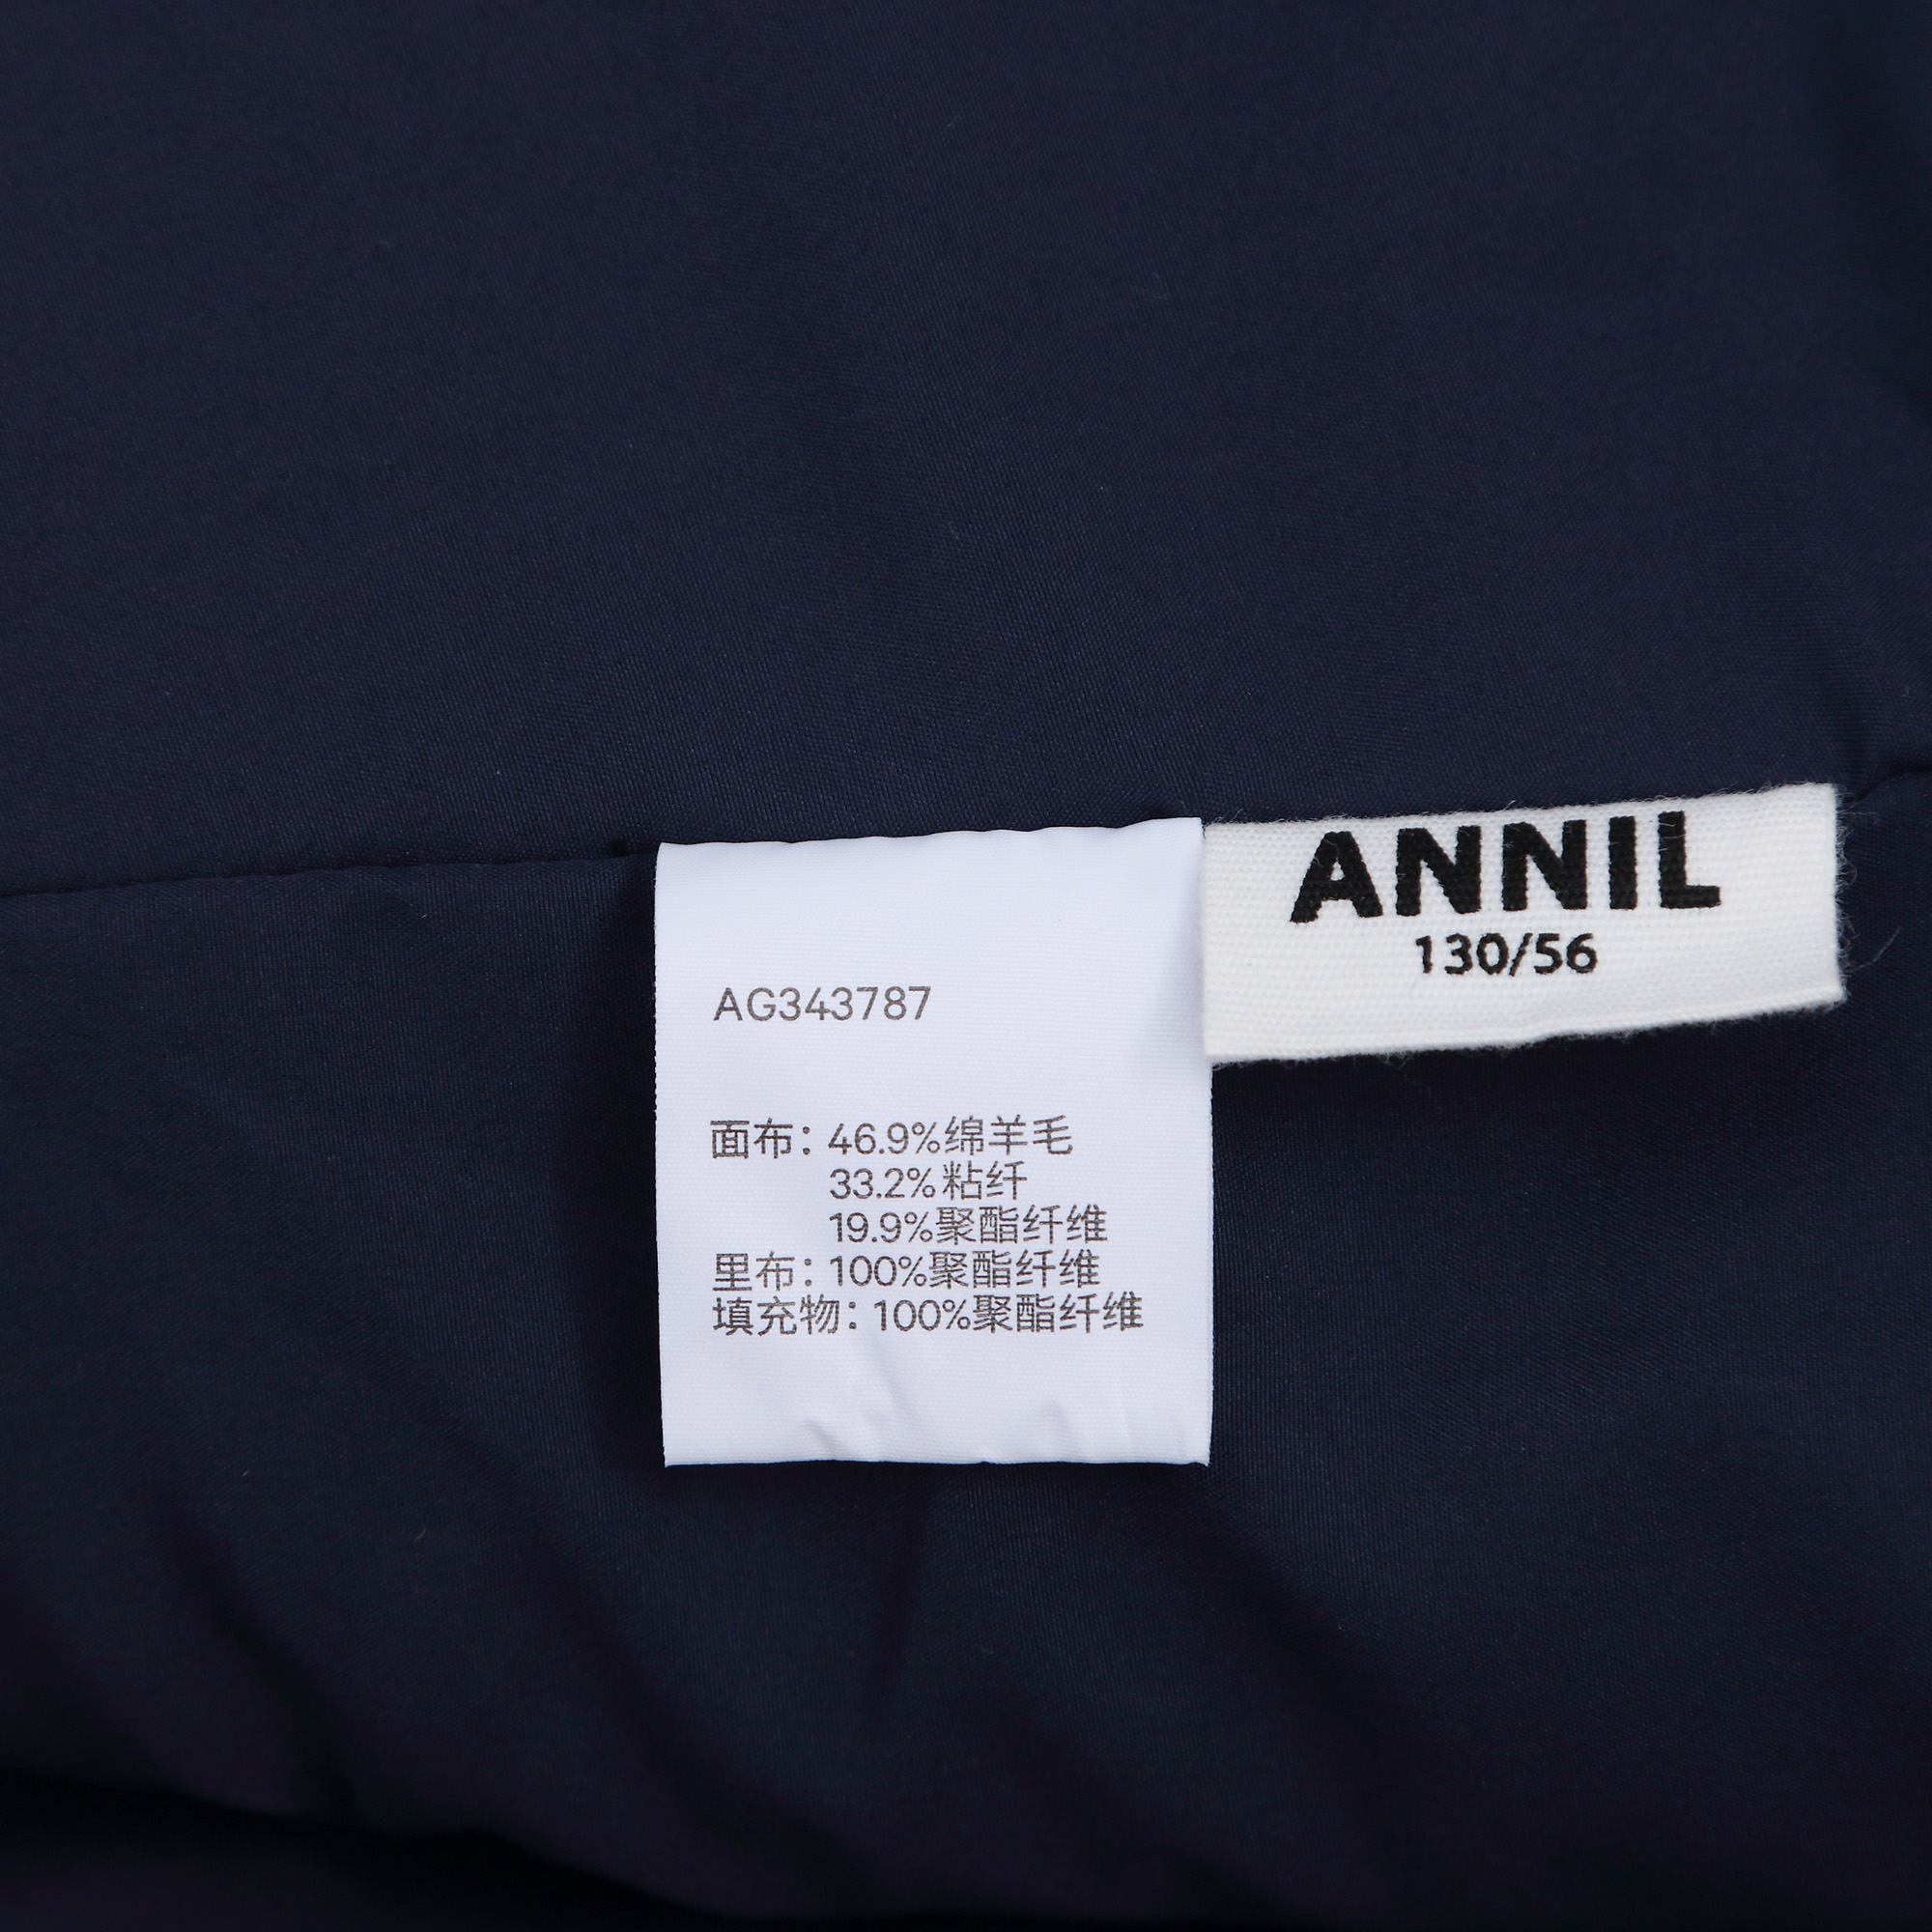 ANNIL
130/56
AG343787
面布：46.9%绵羊毛
33.2%粘纤
19.9%聚酯纤维
里布：100%聚酯纤维
填充物：100%聚酯纤维